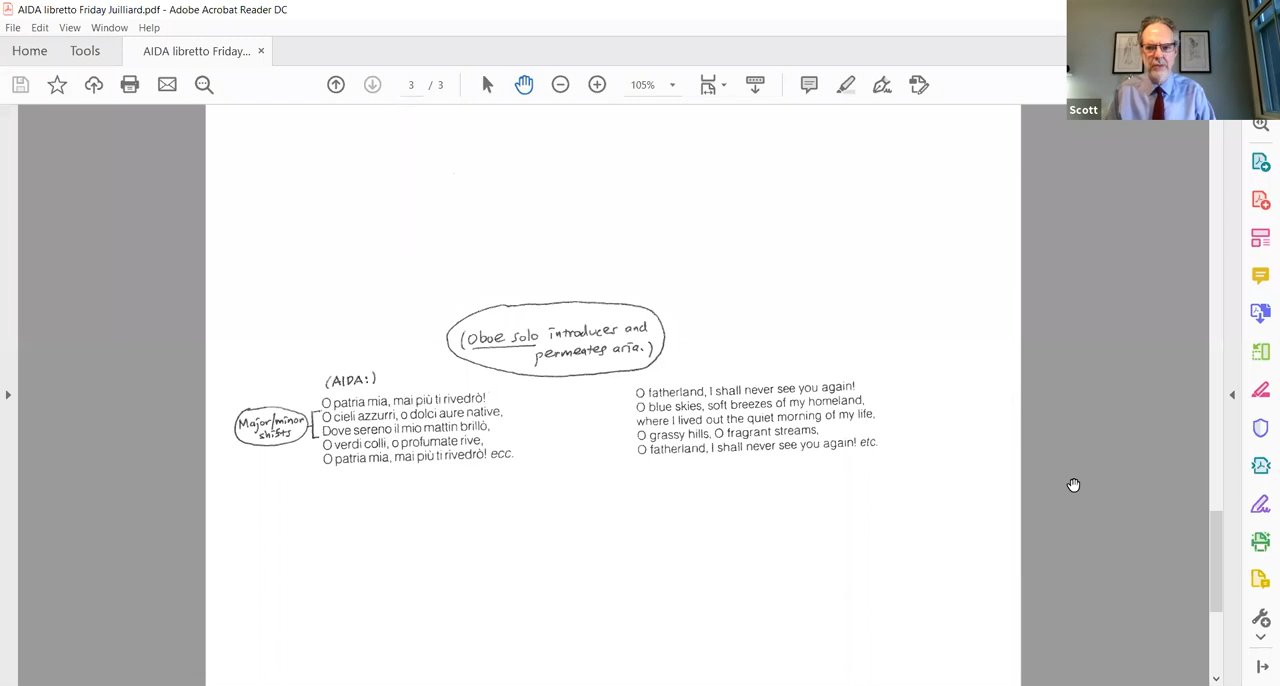 AIDA libretto Friday Juilliard.pdf - Adobe Acrobat Reader DC
File Edit View Window Help
Home Tools AIDA libretto Friday... ×
3 / 3 105%
Scott
(Oboe solo introduces and
permeates aria.)
(AIDA:)
O patria mia, mai più ti rivedrò!
O cieli azzurri, o dolci aure native,
Dove sereno il mio mattin brillò,
O verdi colli, o profumate rive,
O patria mia, mai più ti rivedrò! ecc.
Major/minor
shifts
O fatherland, I shall never see you again!
O blue skies, soft breezes of my homeland,
where I lived out the quiet morning of my life,
O grassy hills, O fragrant streams,
O fatherland, I shall never see you again! etc.